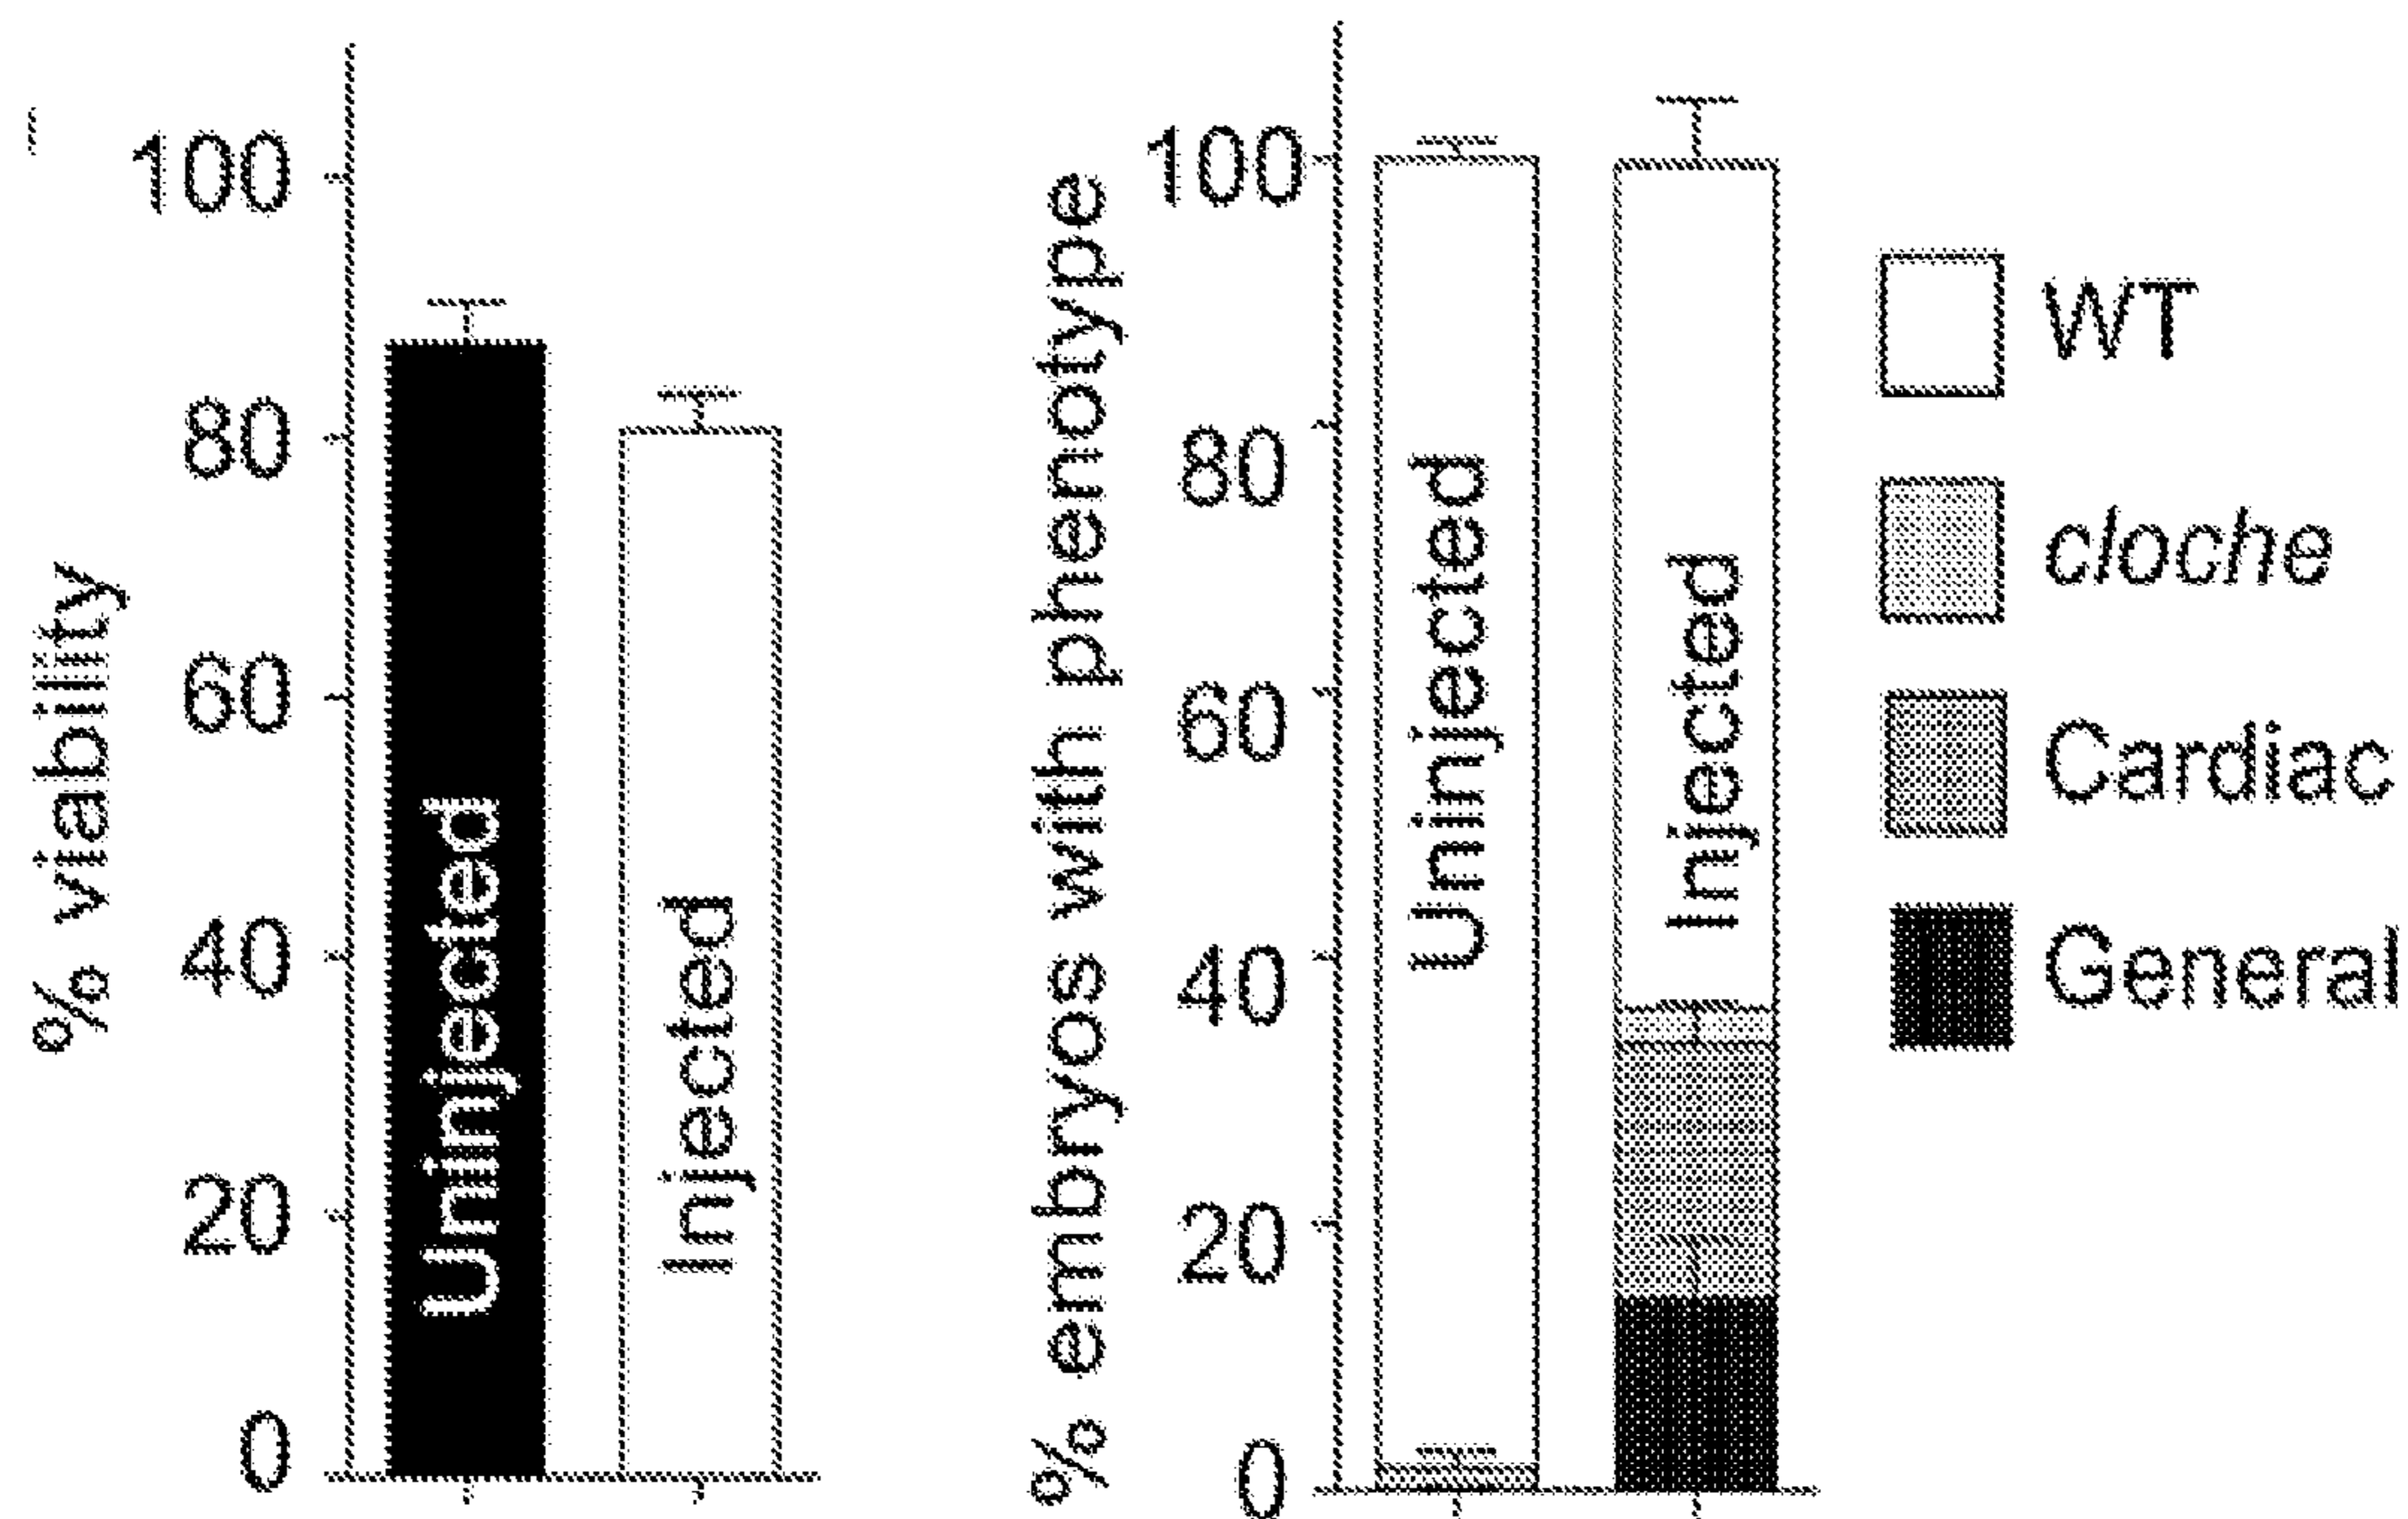 % viability
100
80
60
40
20
0
Uninjected
Injected
% embryos with phenotype
100
80
60
40
20
0
Uninjected
Injected
WT
cloche
Cardiac
General